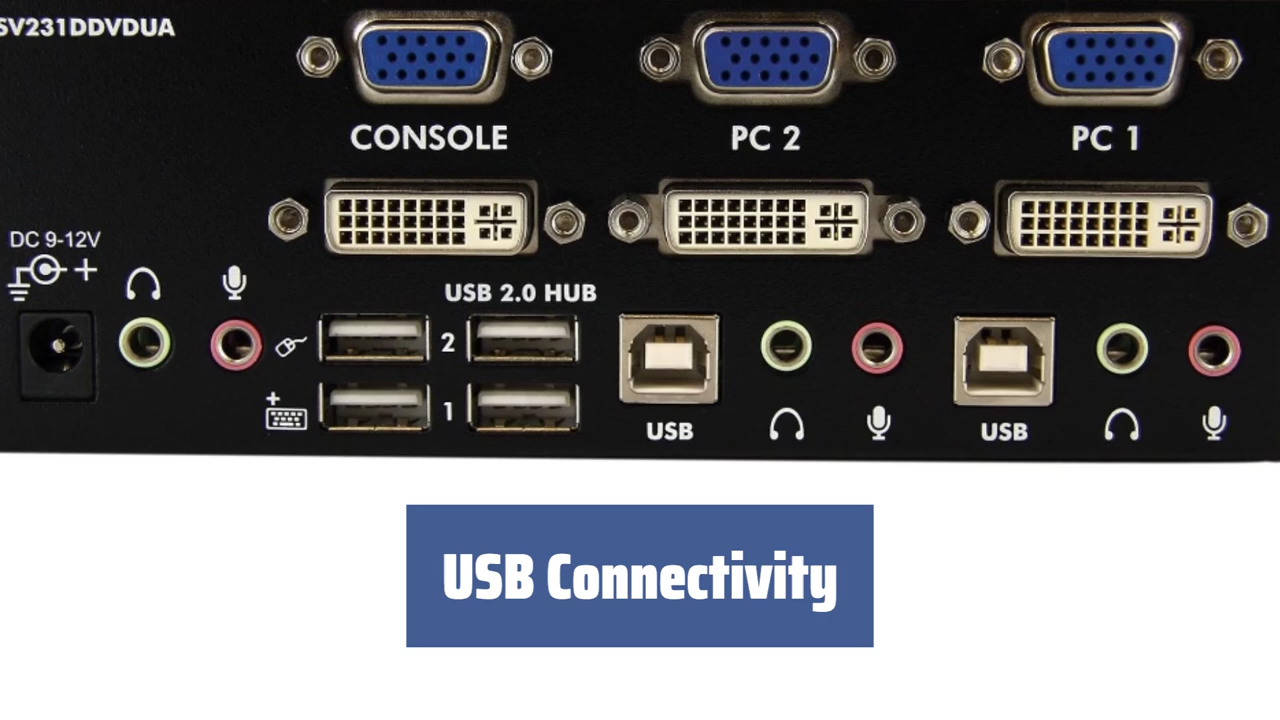 SV231DDVDUA
CONSOLE
PC 2
PC 1
DC 9-12V
USB 2.0 HUB
2
1
USB
USB
USB Connectivity